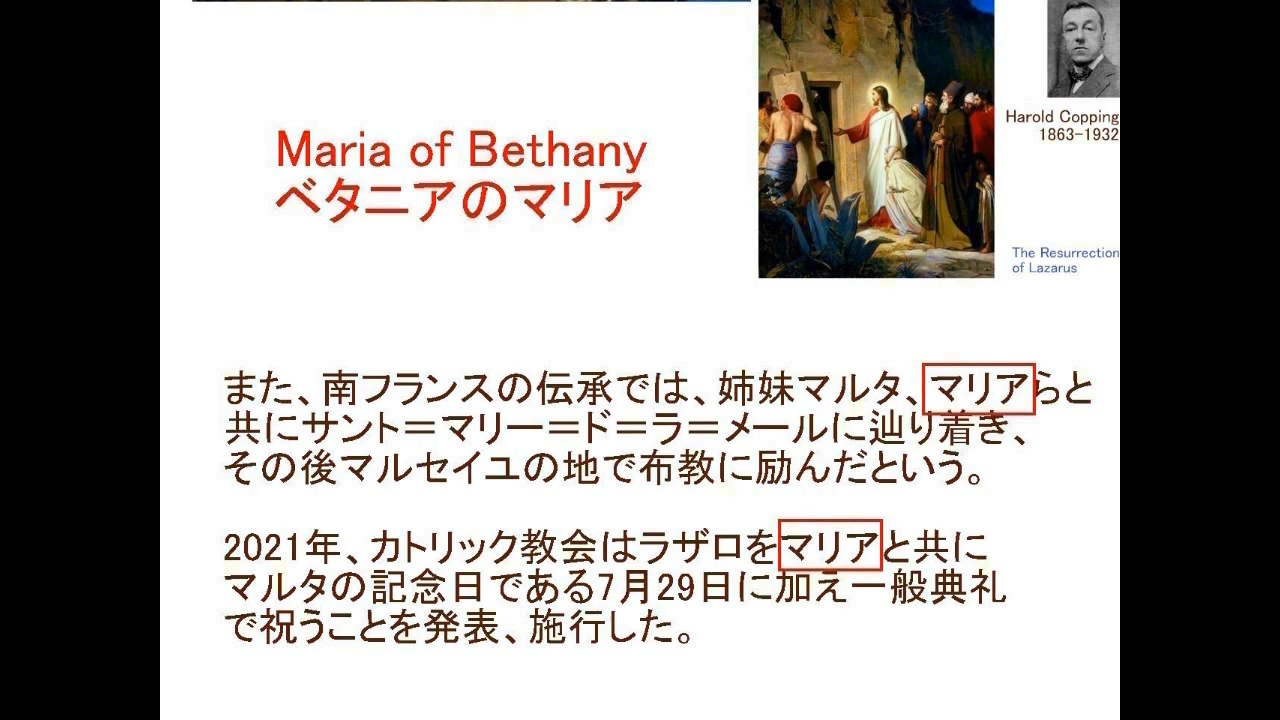 Harold Copping
1863-1932
Maria of Bethany
ベタニアのマリア
The Resurrection
of Lazarus
また、南フランスの伝承では、姉妹マルタ、マリアらと
共にサント＝マリー＝ド＝ラ＝メールに辿り着き、
その後マルセイユの地で布教に励んだという。
2021年、カトリック教会はラザロをマリアと共に
マルタの記念日である7月29日に加え一般典礼
で祝うことを発表、施行した。